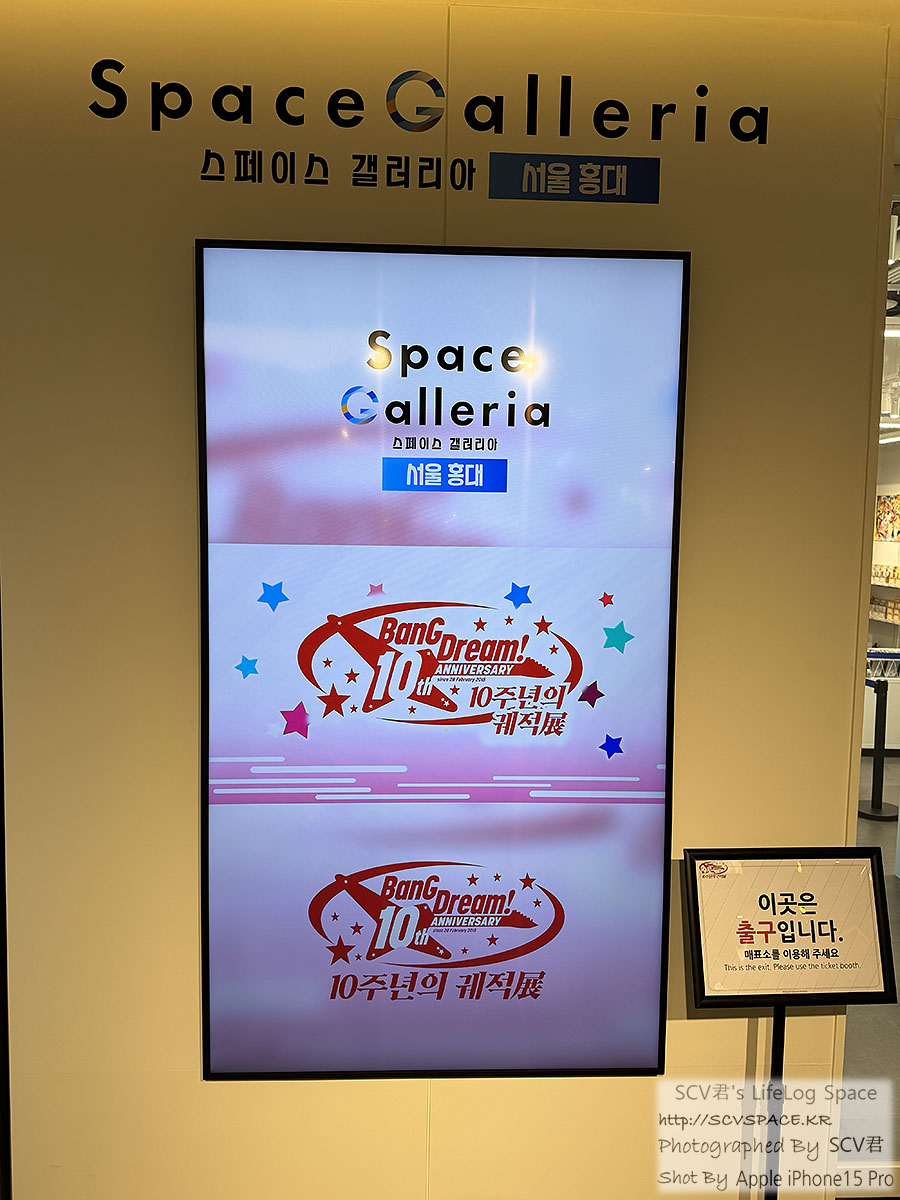 Space Galleria
스페이스 갤러리아 서울 홍대
Space
Galleria
스페이스 갤러리아
서울 홍대
BanG
Dream!
10th
ANNIVERSARY
since 28 February 2015
10주년의
궤적展
BanG
Dream!
10th
ANNIVERSARY
since 28 February 2015
10주년의 궤적展
이곳은
출구입니다.
매표소를 이용해 주세요
This is the exit. Please use the ticket booth.
SCV君's LifeLog Space
http://SCVSPACE.KR
Photographed By SCV君
Shot By Apple iPhone15 Pro